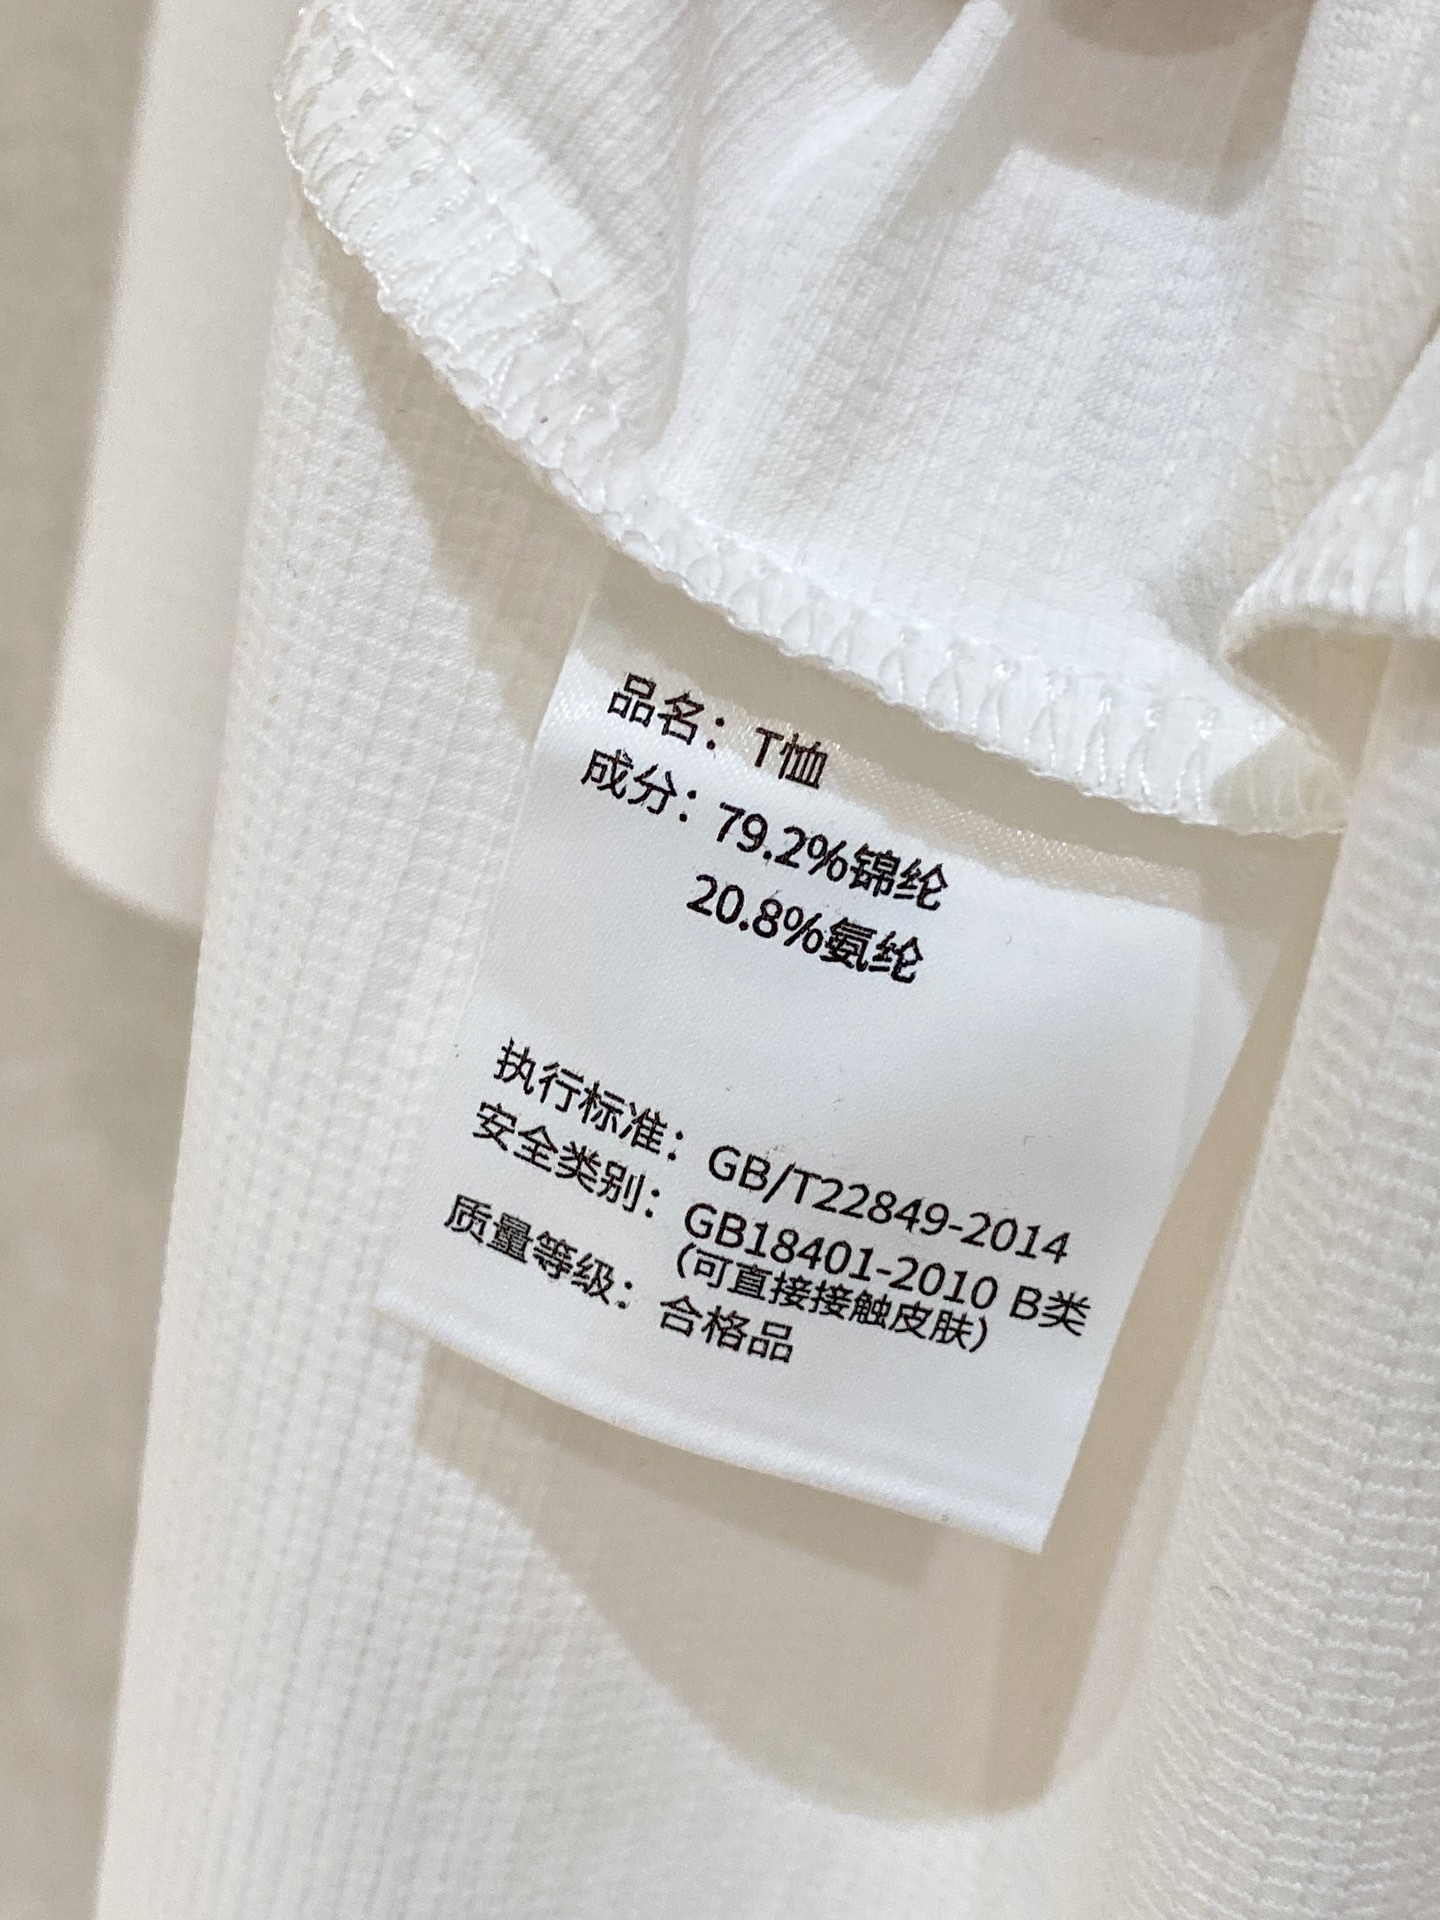 品名：T恤
成分：79.2%锦纶
20.8%氨纶
执行标准：GB/T22849-2014
安全类别：GB18401-2010 B类
（可直接接触皮肤）
质量等级：合格品